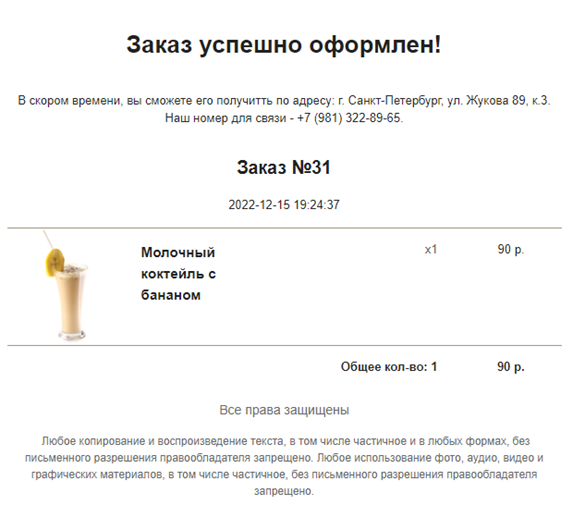 Заказ успешно оформлен!
В скором времени, вы сможете его получитть по адресу: г. Санкт-Петербург, ул. Жукова 89, к.3.
Наш номер для связи - +7 (981) 322-89-65.
Заказ №31
2022-12-15 19:24:37
Молочный
коктейль с
бананом
x1
90 р.
Общее кол-во: 1
90 р.
Все права защищены
Любое копирование и воспроизведение текста, в том числе частичное и в любых формах, без
письменного разрешения правообладателя запрещено. Любое использование фото, аудио, видео и
графических материалов, в том числе частичное, без письменного разрешения правообладателя
запрещено.